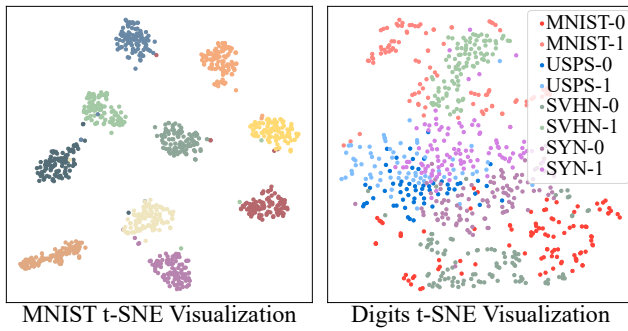 MNIST-0
MNIST-1
USPS-0
USPS-1
SVHN-0
SVHN-1
SYN-0
SYN-1
MNIST t-SNE Visualization
Digits t-SNE Visualization